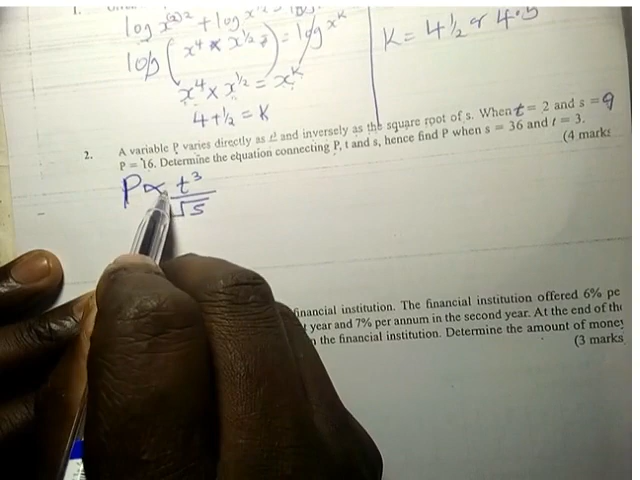 log x⁽²⁾² + log x^½
log ( x⁴ × x^½ ) = log x^k
x⁴ × x^½ = x^k
4 + ½ = K
K = 4 ½ or 4.5
2. A variable P varies directly as t³ and inversely as the square root of s. When t = 2 and s = 9
P = 16. Determine the equation connecting P, t and s, hence find P when s = 36 and t = 3.
(4 marks
P ∝ t³
√s
financial institution. The financial institution offered 6% pe
year and 7% per annum in the second year. At the end of the
the financial institution. Determine the amount of money
(3 marks